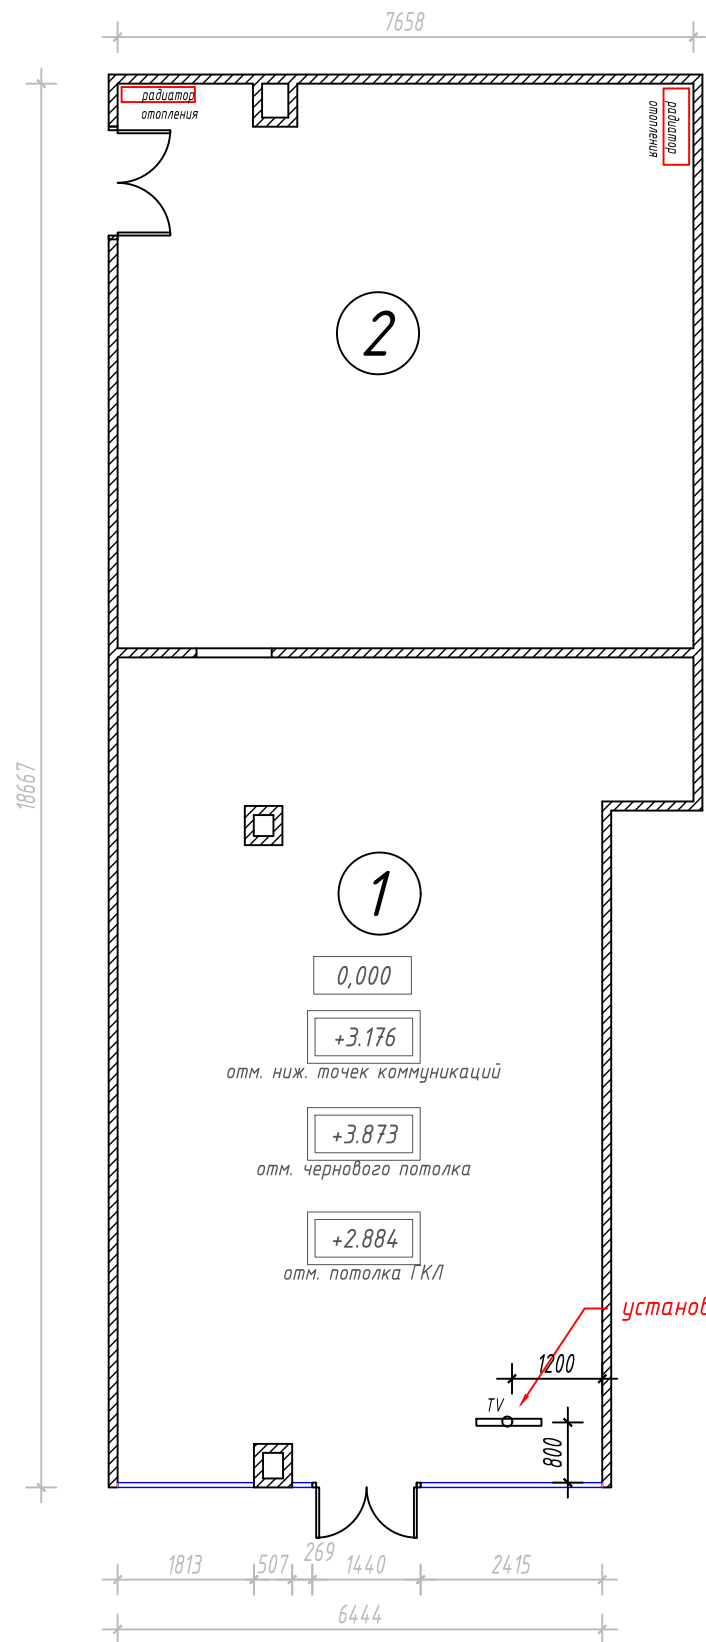 7658
радиатор
отопления
радиатор
отопления
2
18667
1
0,000
+3.176
отм. ниж. точек коммуникаций
+3.873
отм. чернового потолка
+2.884
отм. потолка ГКЛ
установ
1200
TV
800
269
1813
507
1440
2415
6444